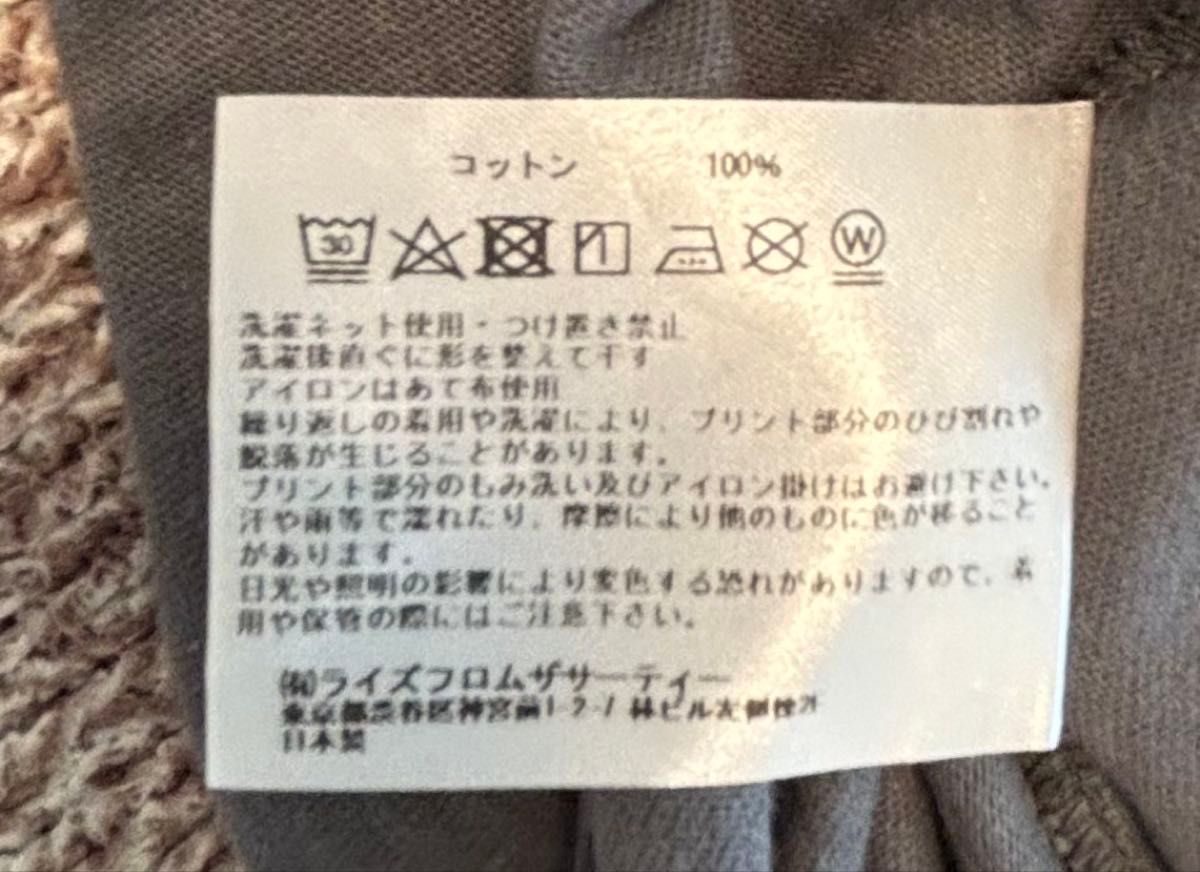 コットン 100%
30
W
洗濯ネット使用・つけ置き禁止
洗濯後直ぐに形を整えて干す
アイロンはあて布使用
繰り返しの着用や洗濯により、プリント部分のひび割れや
脱落が生じることがあります。
プリント部分のもみ洗い及びアイロン掛けはお避け下さい。
汗や雨等で濡れたり、摩擦により他のものに色が移ること
があります。
日光や照明の影響により変色する恐れがありますので、着
用や保管の際にはご注意下さい。
(有)ライズフロムザサーティー
東京都渋谷区神宮前1-2-7 林ビル
日本製